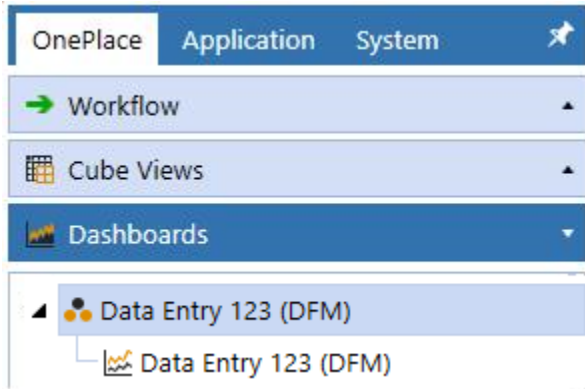 OnePlace Application System
Workflow
Cube Views
Dashboards
Data Entry 123 (DFM)
Data Entry 123 (DFM)